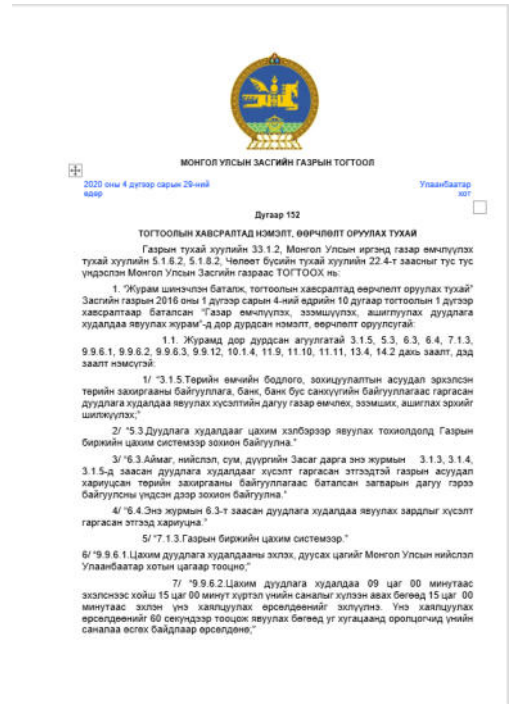 МОНГОЛ УЛСЫН ЗАСГИЙН ГАЗРЫН ТОГТООЛ
2020 оны 4 дүгээр сарын 29-ний Улаанбаатар
өдөр хот
Дугаар 152
ТОГТООЛЫН ХАВСРАЛТАД НЭМЭЛТ, ӨӨРЧЛӨЛТ ОРУУЛАХ ТУХАЙ
Газрын тухай хуулийн 33.1.2, Монгол Улсын иргэнд газар өмчлүүлэх
тухай хуулийн 5.1.6.2, 5.1.8.2, Чөлөөт бүсийн тухай хуулийн 22.4-т заасныг тус тус
үндэслэн Монгол Улсын Засгийн газраас ТОГТООХ нь:
1. “Журам шинэчлэн баталж, тогтоолын хавсралтад өөрчлөлт оруулах тухай”
Засгийн газрын 2016 оны 1 дүгээр сарын 4-ний өдрийн 10 дугаар тогтоолын 1 дүгээр
хавсралтаар баталсан “Газар өмчлүүлэх, эзэмшүүлэх, ашиглуулах дуудлага
худалдаа явуулах журам”-д дор дурдсан нэмэлт, өөрчлөлт оруулсугай:
1.1. Журамд дор дурсан агуулгатай 3.1.5, 5.3, 6.3, 6.4, 7.1.3,
9.9.6.1, 9.9.6.2, 9.9.6.3, 9.9.12, 10.1.4, 11.9, 11.10, 11.11, 13.4, 14.2 дахь заалт, дэд
заалт нэмсүгэй:
1/ “3.1.5.Төрийн өмчийн бодлого, зохицуулалтын асуудал эрхэлсэн
төрийн захиргааны байгууллага, банк, банк бус санхүүгийн байгууллагаас гаргасан
дуудлага худалдаа явуулах хүсэлтийн дагуу газар өмчлөх, эзэмших, ашиглах эрхийг
шилжүүлэх;”
2/ “5.3.Дуудлага худалдааг цахим хэлбэрээр явуулах тохиолдолд Газрын
биржийн цахим системээр зохион байгуулна.”
3/ “6.3.Аймаг, нийслэл, сум, дүүргийн Засаг дарга энэ журмын 3.1.3, 3.1.4,
3.1.5-д заасан дуудлага худалдааг хүсэлт гаргасан этгээдтэй газрын асуудал
хариуцсан төрийн захиргааны байгууллагаас баталсан загварын дагуу гэрээ
байгуулсны үндсэн дээр зохион байгуулна.”
4/ “6.4.Энэ журмын 6.3-т заасан дуудлага худалдаа явуулах зардлыг хүсэлт
гаргасан этгээд хариуцна.”
5/ “7.1.3.Газрын биржийн цахим системээр.”
6/ “9.9.6.1.Цахим дуудлага худалдааны эхлэх, дуусах цагийг Монгол Улсын нийслэл
Улаанбаатар хотын цагаар тооцно;”
7/ “9.9.6.2.Цахим дуудлага худалдаа 09 цаг 00 минутаас
эхэлснээс хойш 15 цаг 00 минут хүртэл үнийн саналыг хүлээн авах бөгөөд 15 цаг 00
минутаас эхлэн үнэ хаялцуулах өрсөлдөөнийг эхлүүлнэ. Үнэ хаялцуулах
өрсөлдөөнийг 60 секундээр тооцож явуулах бөгөөд уг хугацаанд оролцогчид үнийн
саналаа өсгөх байдлаар өрсөлдөнө;”